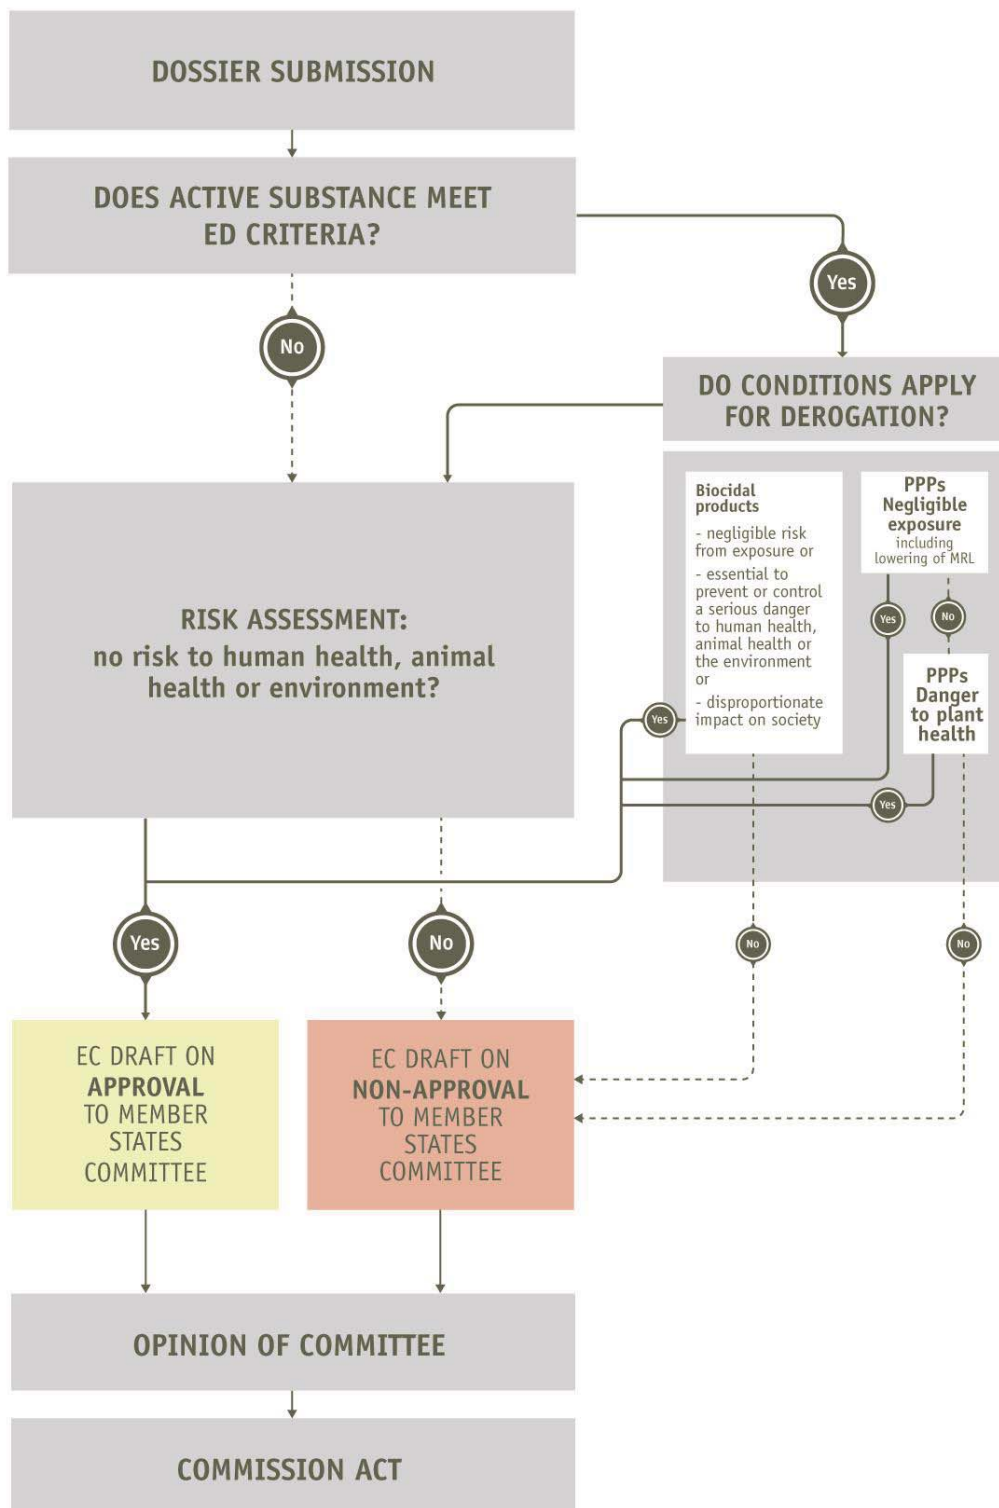 DOSSIER SUBMISSION
DOES ACTIVE SUBSTANCE MEET
ED CRITERIA?
Yes
No
DO CONDITIONS APPLY
FOR DEROGATION?
Biocidal
products
- negligible risk
from exposure or
- essential to
prevent or control
a serious danger
to human health,
animal health or
the environment
or
- disproportionate
impact on society
PPPs
Negligible
exposure
including
lowering of MRL
Yes
No
PPPs
Danger
to plant
health
Yes
Yes
RISK ASSESSMENT:
no risk to human health, animal
health or environment?
Yes
No
No
No
EC DRAFT ON
APPROVAL
TO MEMBER
STATES
COMMITTEE
EC DRAFT ON
NON-APPROVAL
TO MEMBER
STATES
COMMITTEE
OPINION OF COMMITTEE
COMMISSION ACT